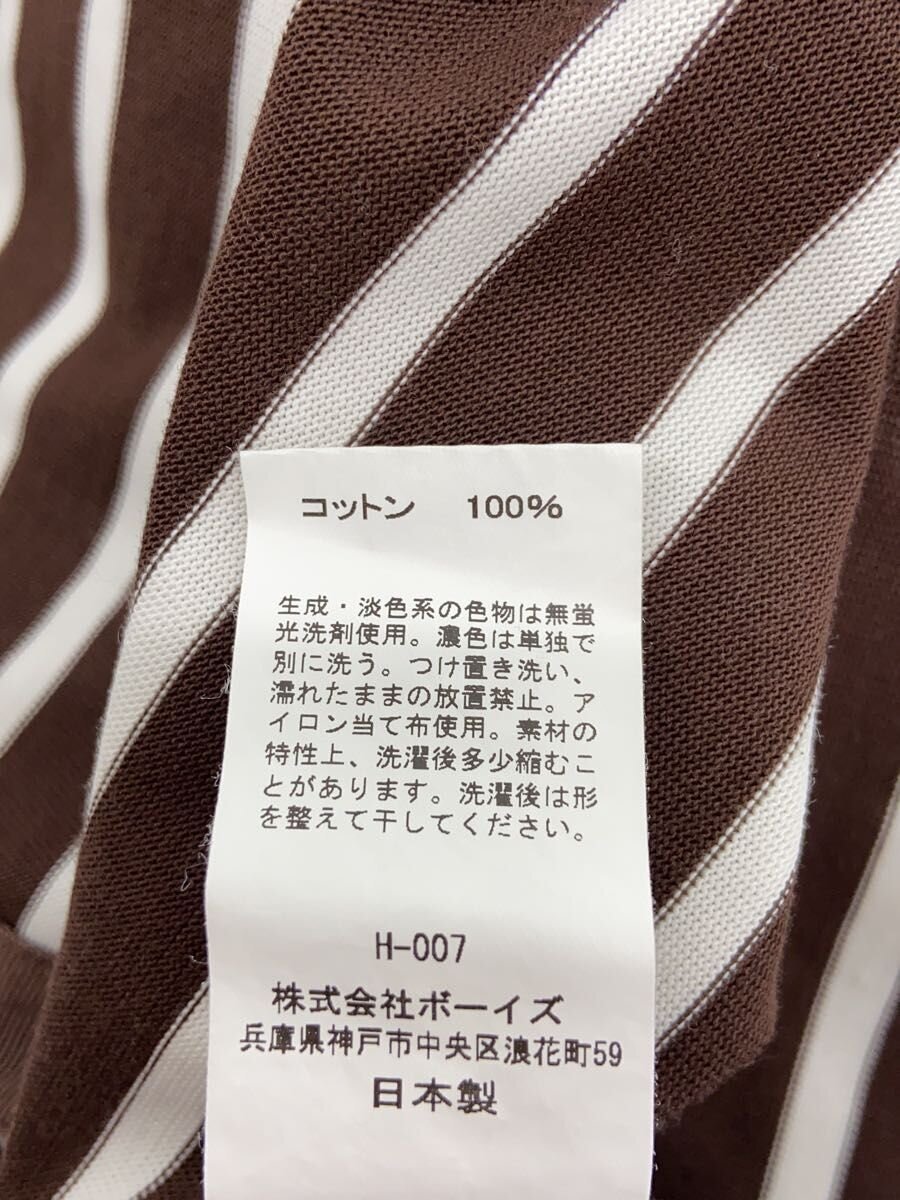 コットン 100%
生成・淡色系の色物は無蛍
光洗剤使用。濃色は単独で
別に洗う。つけ置き洗い、
濡れたままの放置禁止。ア
イロン当て布使用。素材の
特性上、洗濯後多少縮むこ
とがあります。洗濯後は形
を整えて干してください。
H-007
株式会社ボーイズ
兵庫県神戸市中央区浪花町59
日本製